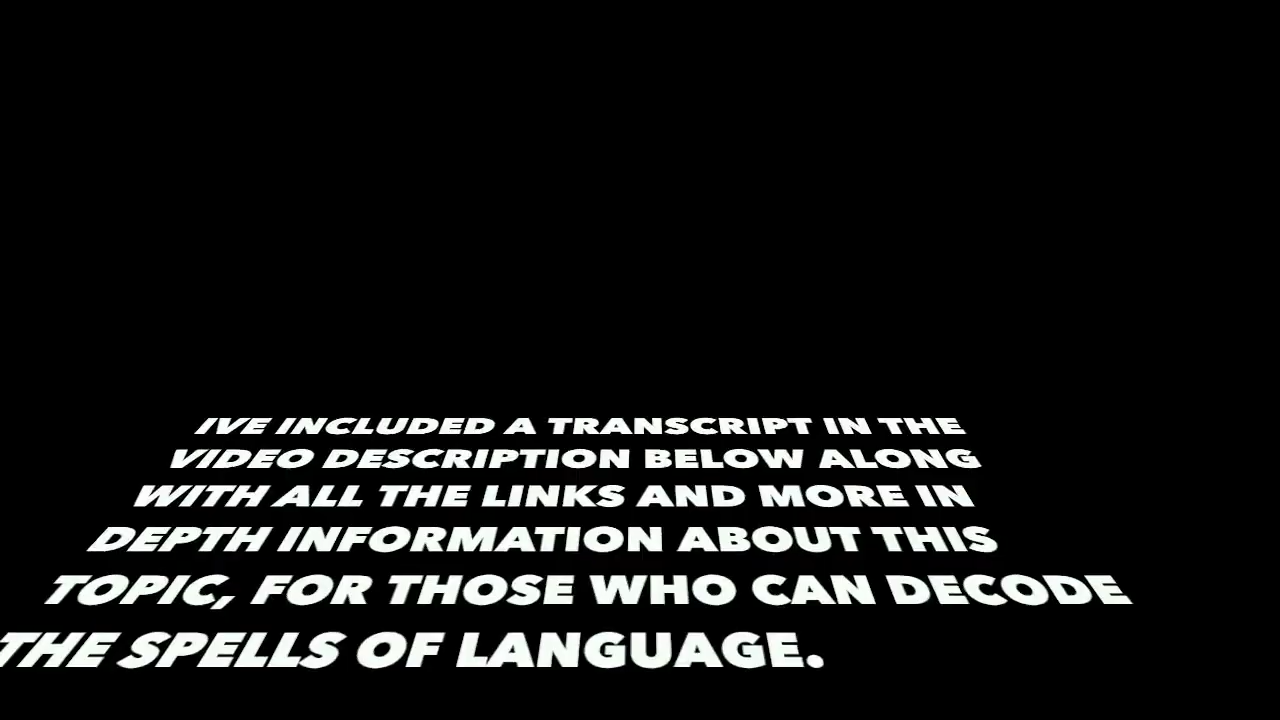 IVE INCLUDED A TRANSCRIPT IN THE
VIDEO DESCRIPTION BELOW ALONG
WITH ALL THE LINKS AND MORE IN
DEPTH INFORMATION ABOUT THIS
TOPIC, FOR THOSE WHO CAN DECODE
THE SPELLS OF LANGUAGE.